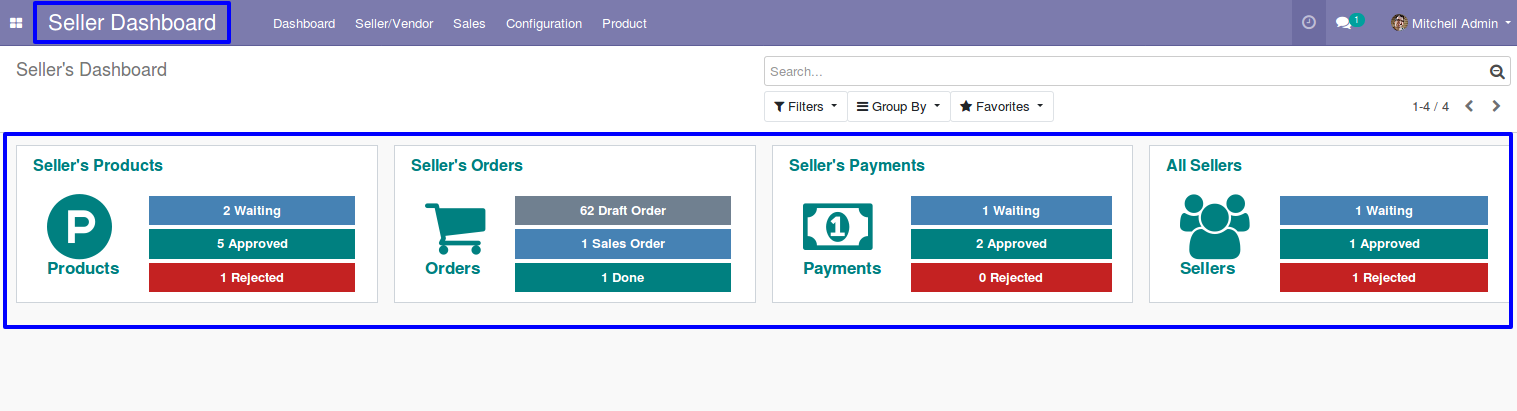 Seller Dashboard Dashboard Seller/Vendor Sales Configuration Product 1 Mitchell Admin
Seller's Dashboard
Search...
Filters Group By Favorites 1-4 / 4
Seller's Products
P
Products
2 Waiting
5 Approved
1 Rejected
Seller's Orders
Orders
62 Draft Order
1 Sales Order
1 Done
Seller's Payments
1
Payments
1 Waiting
2 Approved
0 Rejected
All Sellers
Sellers
1 Waiting
1 Approved
1 Rejected